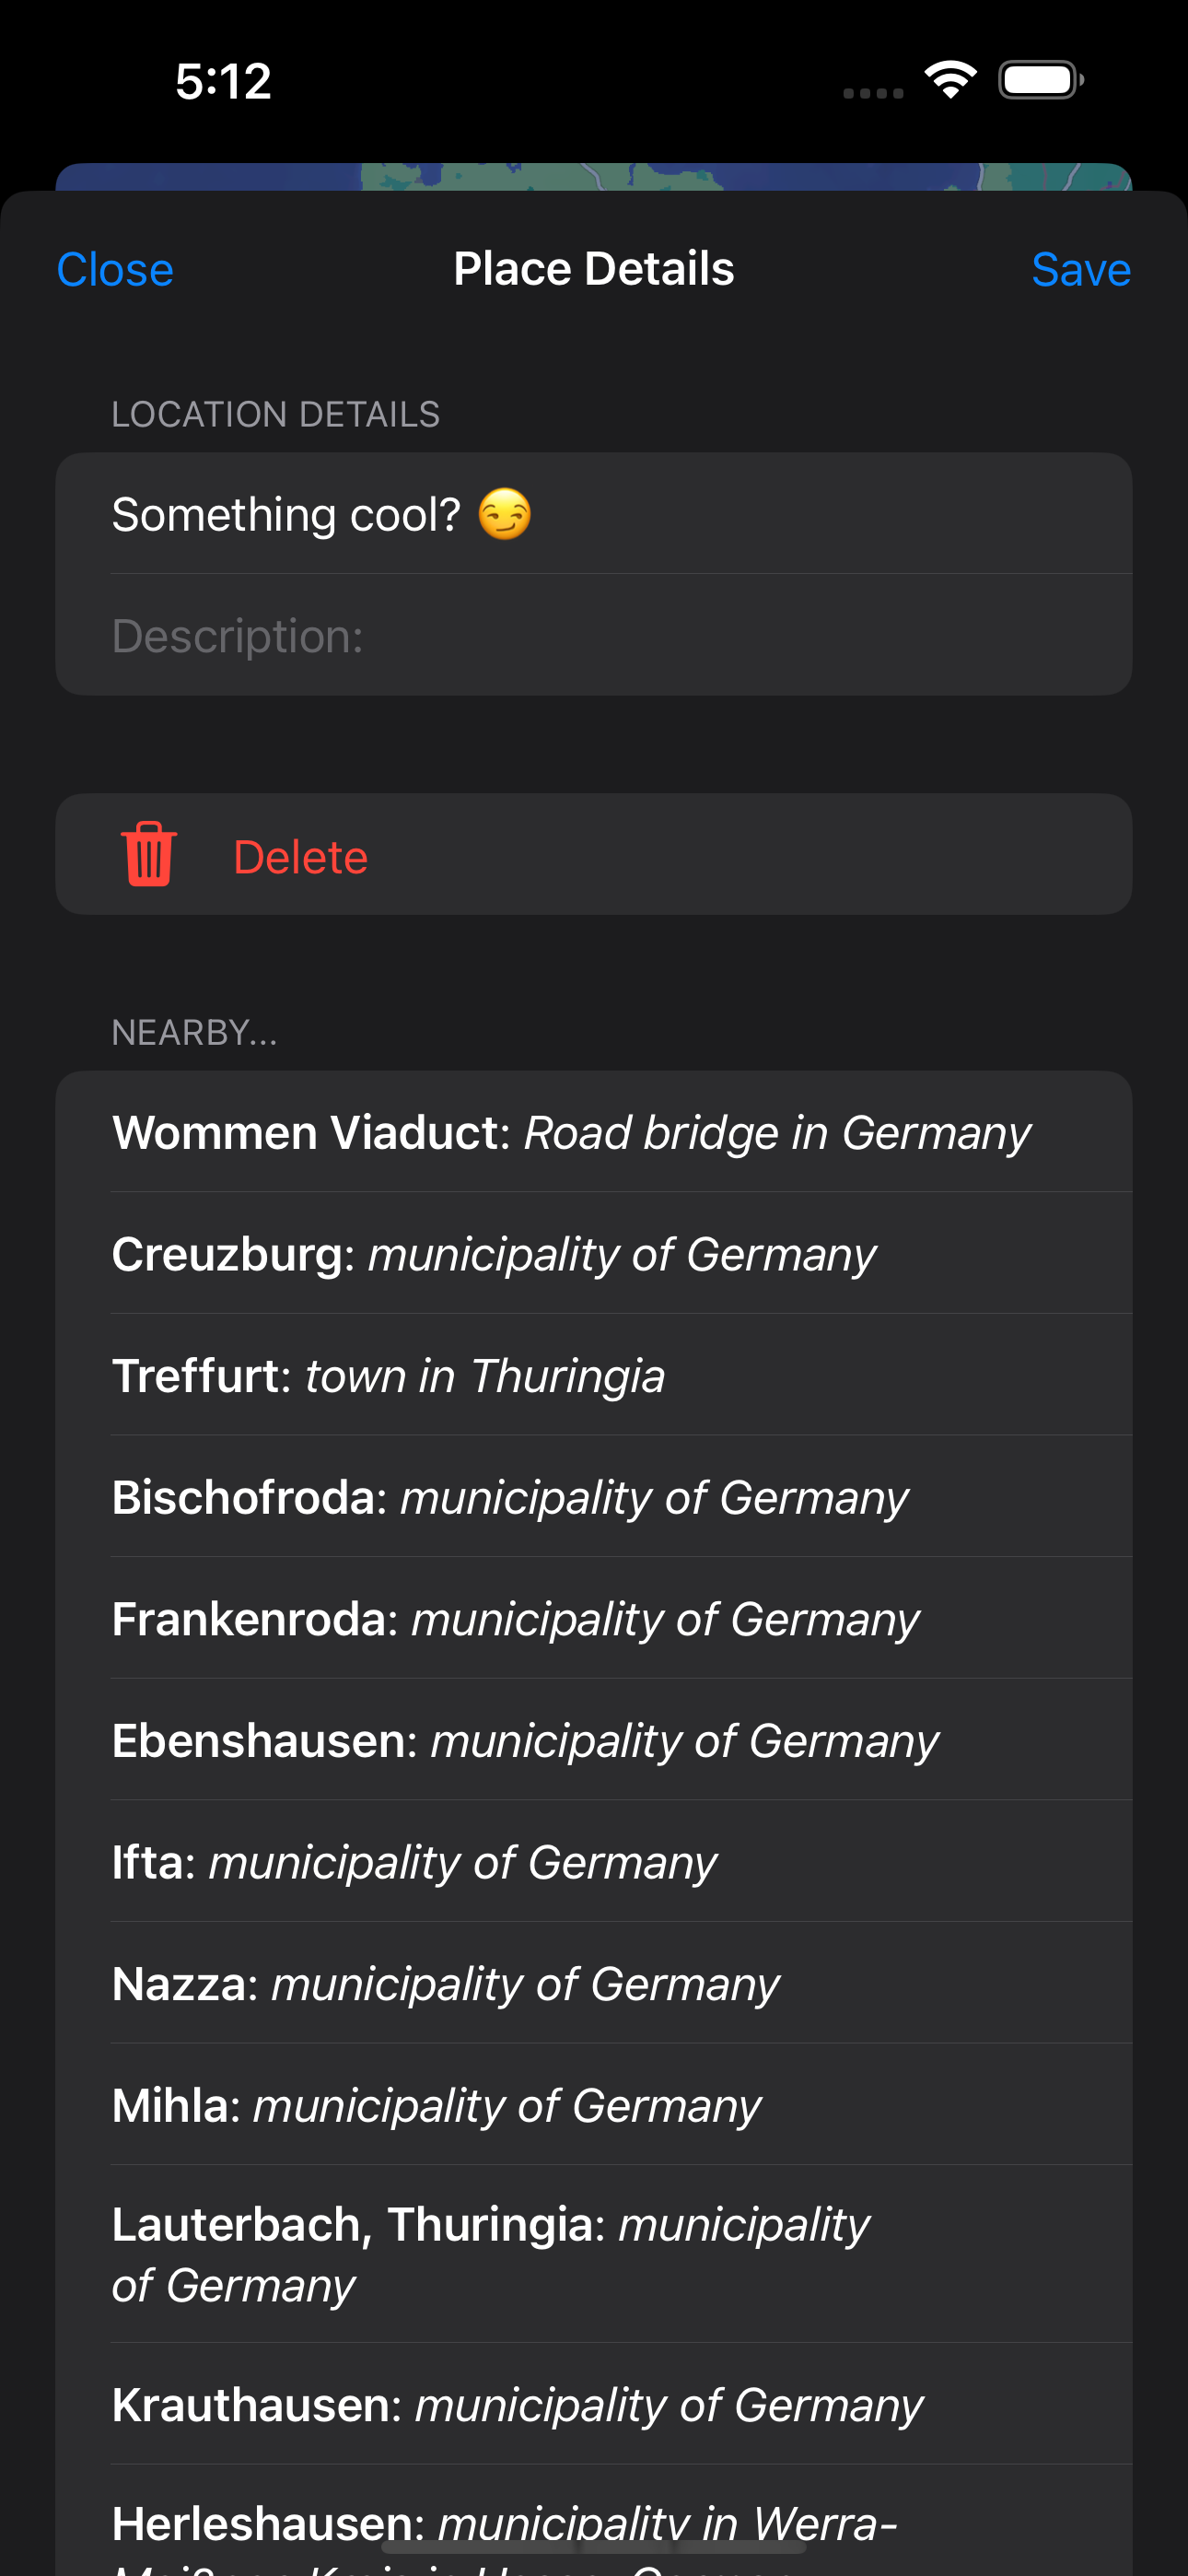 5:12
Close Place Details Save
LOCATION DETAILS
Something cool? 😏
Description:
Delete
NEARBY...
Wommen Viaduct: Road bridge in Germany
Creuzburg: municipality of Germany
Treffurt: town in Thuringia
Bischofroda: municipality of Germany
Frankenroda: municipality of Germany
Ebenshausen: municipality of Germany
Ifta: municipality of Germany
Nazza: municipality of Germany
Mihla: municipality of Germany
Lauterbach, Thuringia: municipality
of Germany
Krauthausen: municipality of Germany
Herleshausen: municipality in Werra-